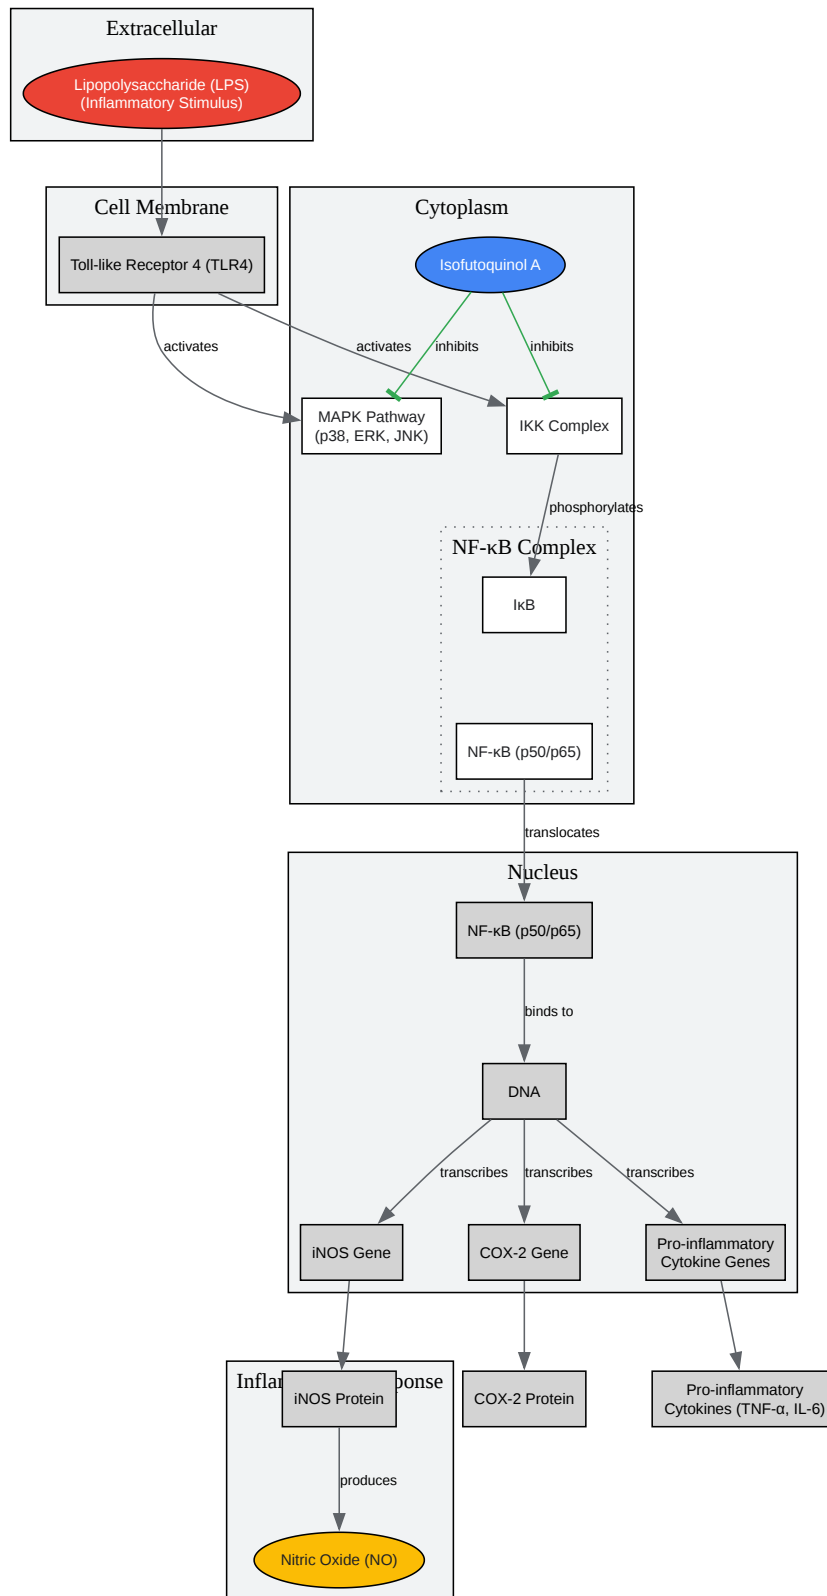 Extracellular
Lipopolysaccharide (LPS)
(Inflammatory Stimulus)
Cell Membrane
Cytoplasm
Toll-like Receptor 4 (TLR4)
Isofutoquinol A
activates
activates
inhibits
inhibits
MAPK Pathway
(p38, ERK, JNK)
IKK Complex
phosphorylates
NF-κB Complex
IκB
NF-κB (p50/p65)
translocates
Nucleus
NF-κB (p50/p65)
binds to
DNA
transcribes
transcribes
transcribes
iNOS Gene
COX-2 Gene
Pro-inflammatory
Cytokine Genes
iNOS Protein
COX-2 Protein
Pro-inflammatory
Cytokines (TNF-α, IL-6)
produces
Nitric Oxide (NO)